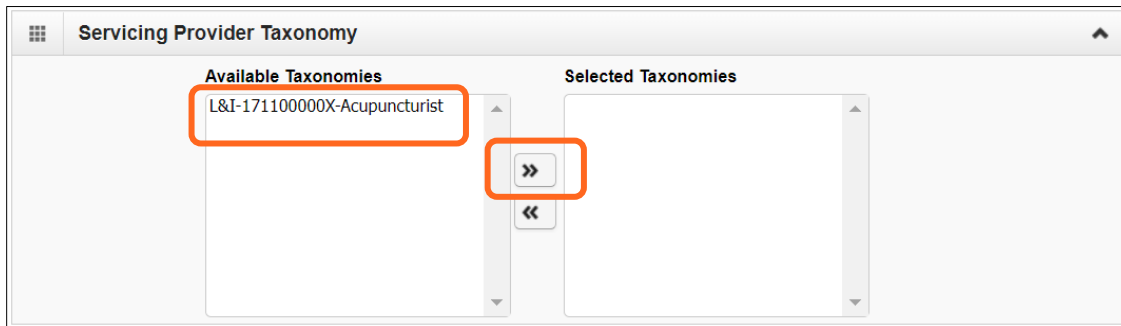 Servicing Provider Taxonomy
Available Taxonomies
Selected Taxonomies
L&I-171100000X-Acupuncturist
»
«